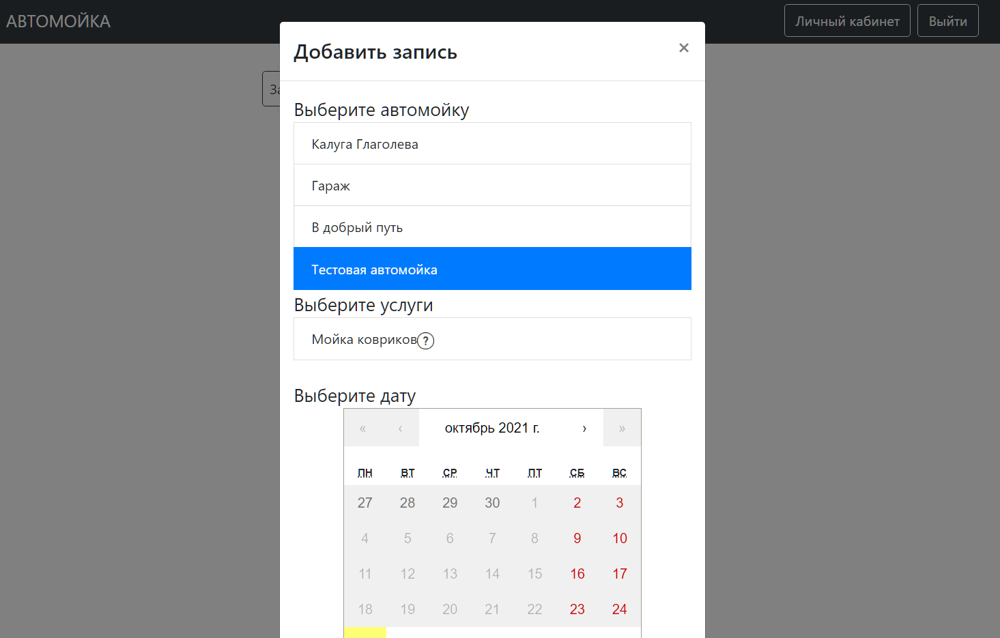 АВТОМОЙКА
Личный кабинет
Выйти
Добавить запись
×
За
Выберите автомойку
Калуга Глаголева
Гараж
В добрый путь
Тестовая автомойка
Выберите услуги
Мойка ковриков ?
Выберите дату
« ‹ октябрь 2021 г. › »
ПН ВТ СР ЧТ ПТ СБ ВС
27 28 29 30 1 2 3
4 5 6 7 8 9 10
11 12 13 14 15 16 17
18 19 20 21 22 23 24